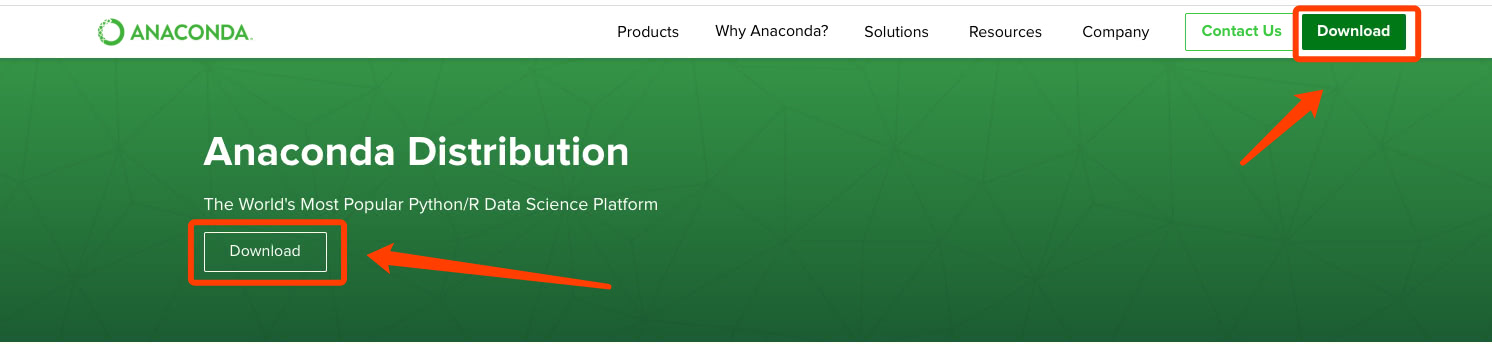 ANACONDA.
Products Why Anaconda? Solutions Resources Company Contact Us Download
Anaconda Distribution
The World's Most Popular Python/R Data Science Platform
Download